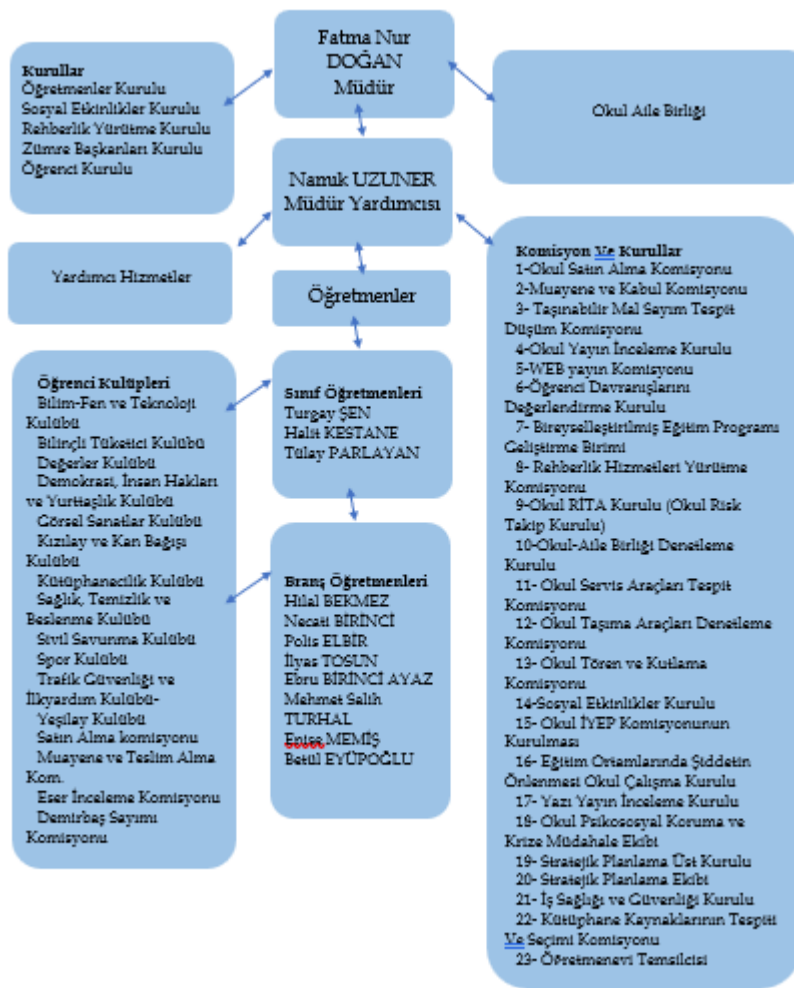 Fatma Nur
DOĞAN
Müdür
Kurullar
Öğretmenler Kurulu
Sosyal Etkinlikler Kurulu
Rehberlik Yürütme Kurulu
Zümre Başkanları Kurulu
Öğrenci Kurulu
Okul Aile Birliği
Namık UZUNER
Müdür Yardımcısı
Yardımcı Hizmetler
Öğretmenler
Komisyon Ve Kurullar
1-Okul Satın Alma Komisyonu
2-Muayene ve Kabul Komisyonu
3- Taşınabilir Mal Sayım Tespit
Düşüm Komisyonu
4-Okul Yayın İnceleme Kurulu
5-WEB yayın Komisyonu
6-Öğrenci Davranışlarını
Değerlendirme Kurulu
7- Bireyselleştirilmiş Eğitim Programı
Geliştirme Birimi
8- Rehberlik Hizmetleri Yürütme
Komisyonu
9-Okul RİTA Kurulu (Okul Risk
Takip Kurulu)
10-Okul-Aile Birliği Denetleme
Kurulu
11- Okul Servis Araçları Tespit
Komisyonu
12- Okul Taşıma Araçları Denetleme
Komisyonu
13- Okul Tören ve Kutlama
Komisyonu
14-Sosyal Etkinlikler Kurulu
15- Okul İYEP Komisyonunun
Kurulması
16- Eğitim Ortamlarında Şiddetin
Önlenmesi Okul Çalışma Kurulu
17- Yazı Yayın İnceleme Kurulu
18- Okul Psikososyal Koruma ve
Krize Müdahale Ekibi
19- Stratejik Planlama Üst Kurulu
20- Stratejik Planlama Ekibi
21- İş Sağlığı ve Güvenliği Kurulu
22- Kütüphane Kaynaklarının Tespiti
Ve Seçimi Komisyonu
23- Öğretmenevi Temsilcisi
Öğrenci Kulüpleri
Bilim-Fen ve Teknoloji
Kulübü
Bilinçli Tüketici Kulübü
Değerler Kulübü
Demokrasi, İnsan Hakları
ve Yurttaşlık Kulübü
Görsel Sanatlar Kulübü
Kızılay ve Kan Bağışı
Kulübü
Kütüphanecilik Kulübü
Sağlık, Temizlik ve
Beslenme Kulübü
Sivil Savunma Kulübü
Spor Kulübü
Trafik Güvenliği ve
İlkyardım Kulübü-
Yeşilay Kulübü
Satın Alma komisyonu
Muayene ve Teslim Alma
Kom.
Eser İnceleme Komisyonu
Demirbaş Sayımı
Komisyonu
Sınıf Öğretmenleri
Turgay ŞEN
Halit KESTANE
Tülay PARLAYAN
Branş Öğretmenleri
Hilal BEKMEZ
Necati BİRİNCİ
Polis ELBİR
İlyas TOSUN
Ebru BİRİNCİ AYAZ
Mehmet Salih
TURHAL
Enise MEMİŞ
Betül EYÜPOĞLU